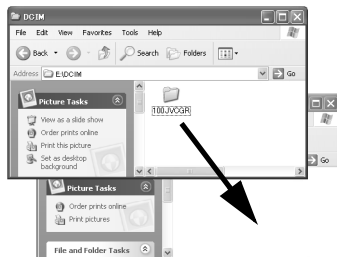 DCIM
File Edit View Favorites Tools Help
Back Search Folders
Address E:\DCIM Go
Picture Tasks
View as a slide show
Order prints online
Print this picture
Set as desktop
background
100JVCGR
Go
Picture Tasks
Order prints online
Print pictures
File and Folder Tasks